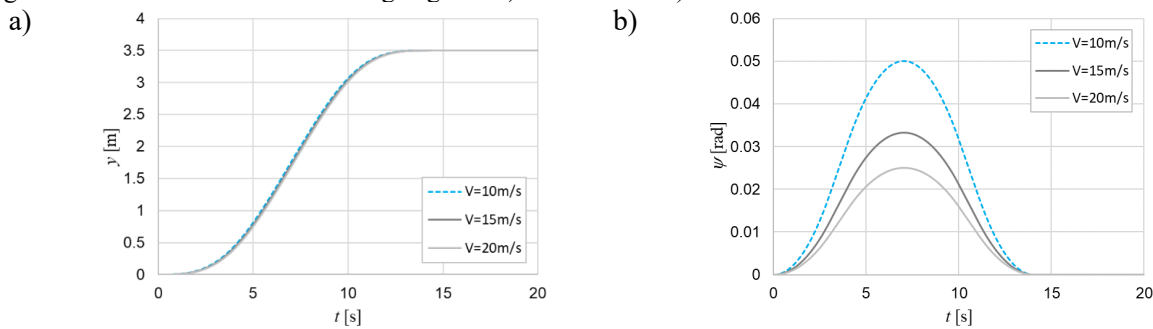 a)
4
3.5
3
2.5
2
1.5
1
0.5
0
y [m]
V=10m/s
V=15m/s
V=20m/s
0 5 10 15 20
t [s]
b)
0.06
0.05
0.04
0.03
0.02
0.01
0
ψ [rad]
V=10m/s
V=15m/s
V=20m/s
0 5 10 15 20
t [s]